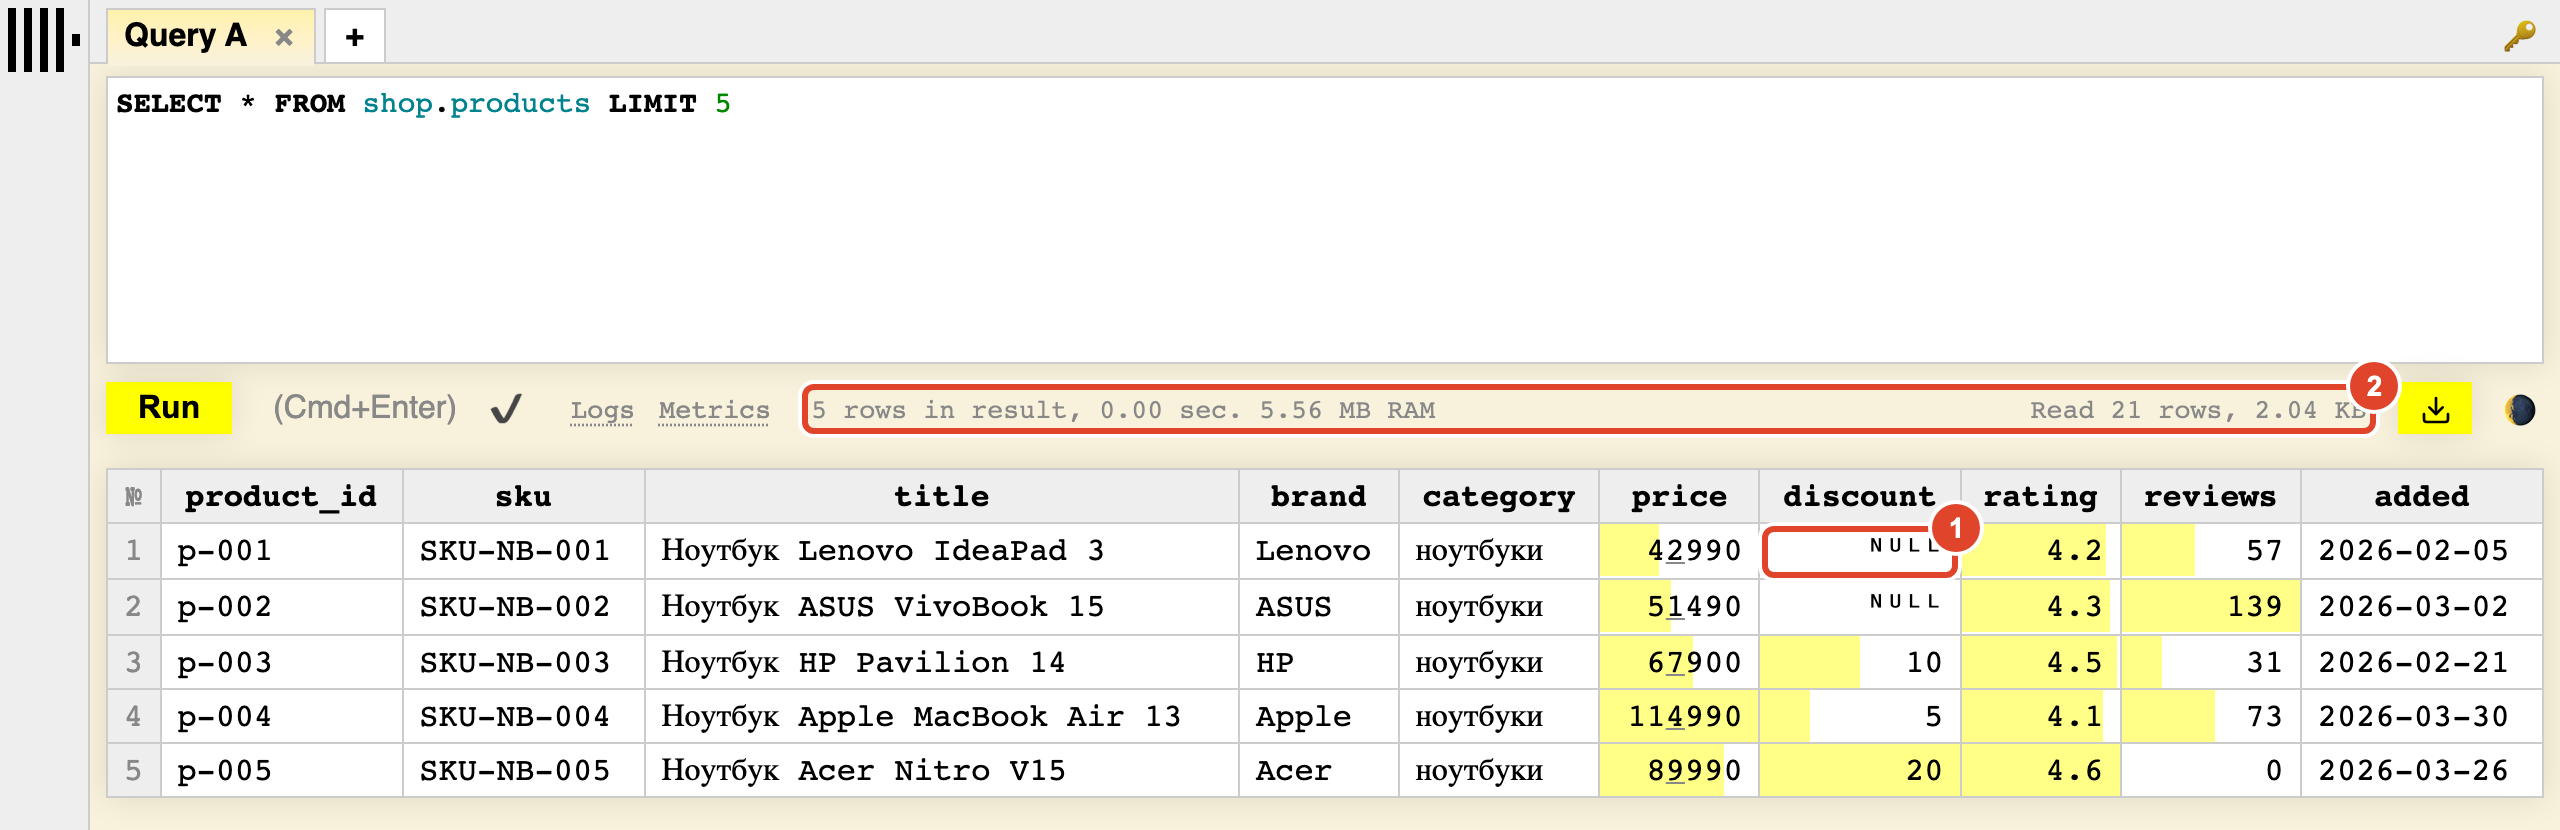 Query A × +
SELECT * FROM shop.products LIMIT 5
Run (Cmd+Enter) ✔ Logs Metrics 5 rows in result, 0.00 sec. 5.56 MB RAM Read 21 rows, 2.04 KB 2
№ product_id sku title brand category price discount rating reviews added
1
1 p-001 SKU-NB-001 Ноутбук Lenovo IdeaPad 3 Lenovo ноутбуки 42990 NULL 4.2 57 2026-02-05
2 p-002 SKU-NB-002 Ноутбук ASUS VivoBook 15 ASUS ноутбуки 51490 NULL 4.3 139 2026-03-02
3 p-003 SKU-NB-003 Ноутбук HP Pavilion 14 HP ноутбуки 67900 10 4.5 31 2026-02-21
4 p-004 SKU-NB-004 Ноутбук Apple MacBook Air 13 Apple ноутбуки 114990 5 4.1 73 2026-03-30
5 p-005 SKU-NB-005 Ноутбук Acer Nitro V15 Acer ноутбуки 89990 20 4.6 0 2026-03-26